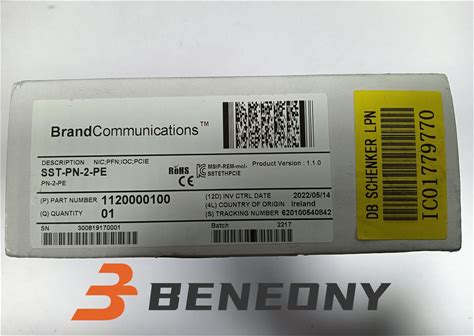 BrandCommunications™
DESCRIPTION NIC;PFN;IOC;PCIE
SST-PN-2-PE
PN-2-PE
RoHS
MSIP-REM-mol-
SSTETHPCIE
Product Version : 1.1.0
(P) PART NUMBER 1120000100
(Q) QUANTITY 01
(12D) INV CTRL DATE 2022/05/14
(4L) COUNTRY OF ORIGIN Ireland
(S) TRACKING NUMBER 620100540842
SN 300819170001
Batch 2217
DB SCHENKER LPN
IC01779770
BENEONY